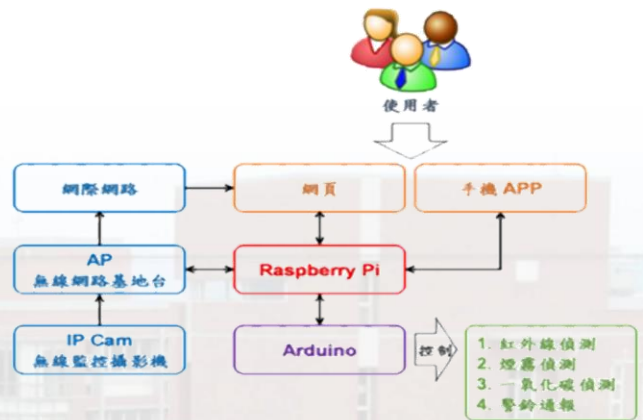 使用者
網際網路
網頁
手機 APP
AP
無線網路基地台
Raspberry Pi
IP Cam
無線監控攝影機
Arduino
控制
1. 紅外線偵測
2. 煙霧偵測
3. 一氧化碳偵測
4. 警鈴通報